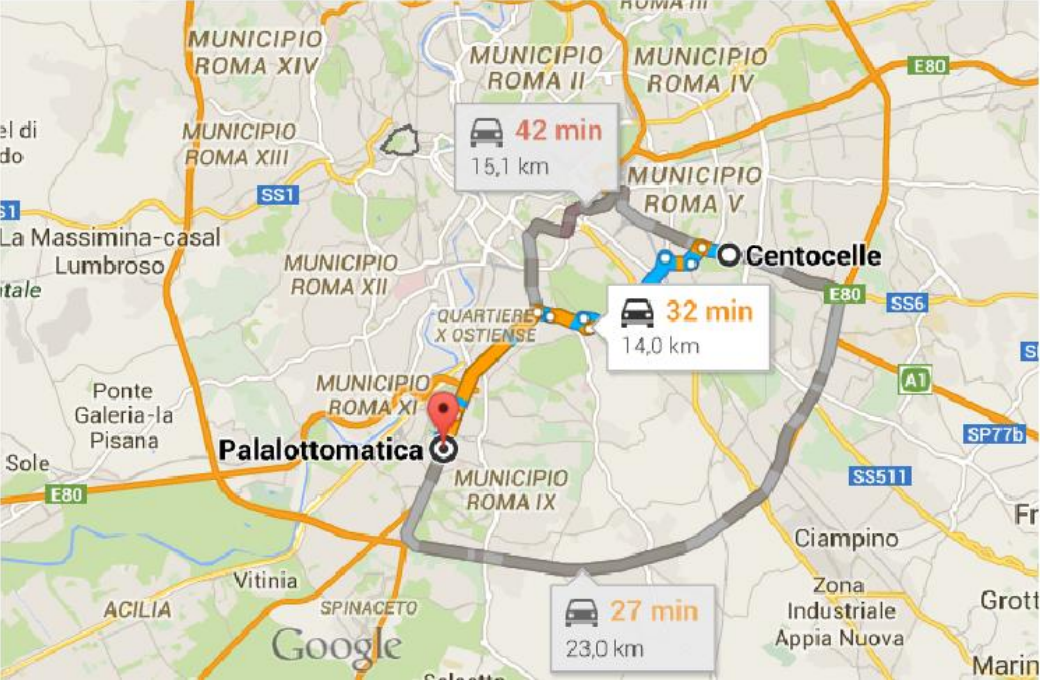 ROMA III
MUNICIPIO
ROMA XIV
MUNICIPIO
ROMA II
MUNICIPIO
ROMA IV
E80
el di
do
MUNICIPIO
ROMA XIII
42 min
15,1 km
MUNICIPIO
ROMA V
SS1
S1
La Massimina-casal
Lumbroso
itale
MUNICIPIO
ROMA XII
Centocelle
E80
SS6
QUARTIERE
X OSTIENSE
32 min
14,0 km
S
A1
MUNICIPIO
ROMA XI
Ponte
Galeria-la
Pisana
SP77b
Palalottomatica
Sole
E80
MUNICIPIO
ROMA IX
SS511
Fr
Ciampino
Vitinia
ACILIA
SPINACETO
Zona
Industriale
Appia Nuova
Grott
27 min
23,0 km
Google
Marin